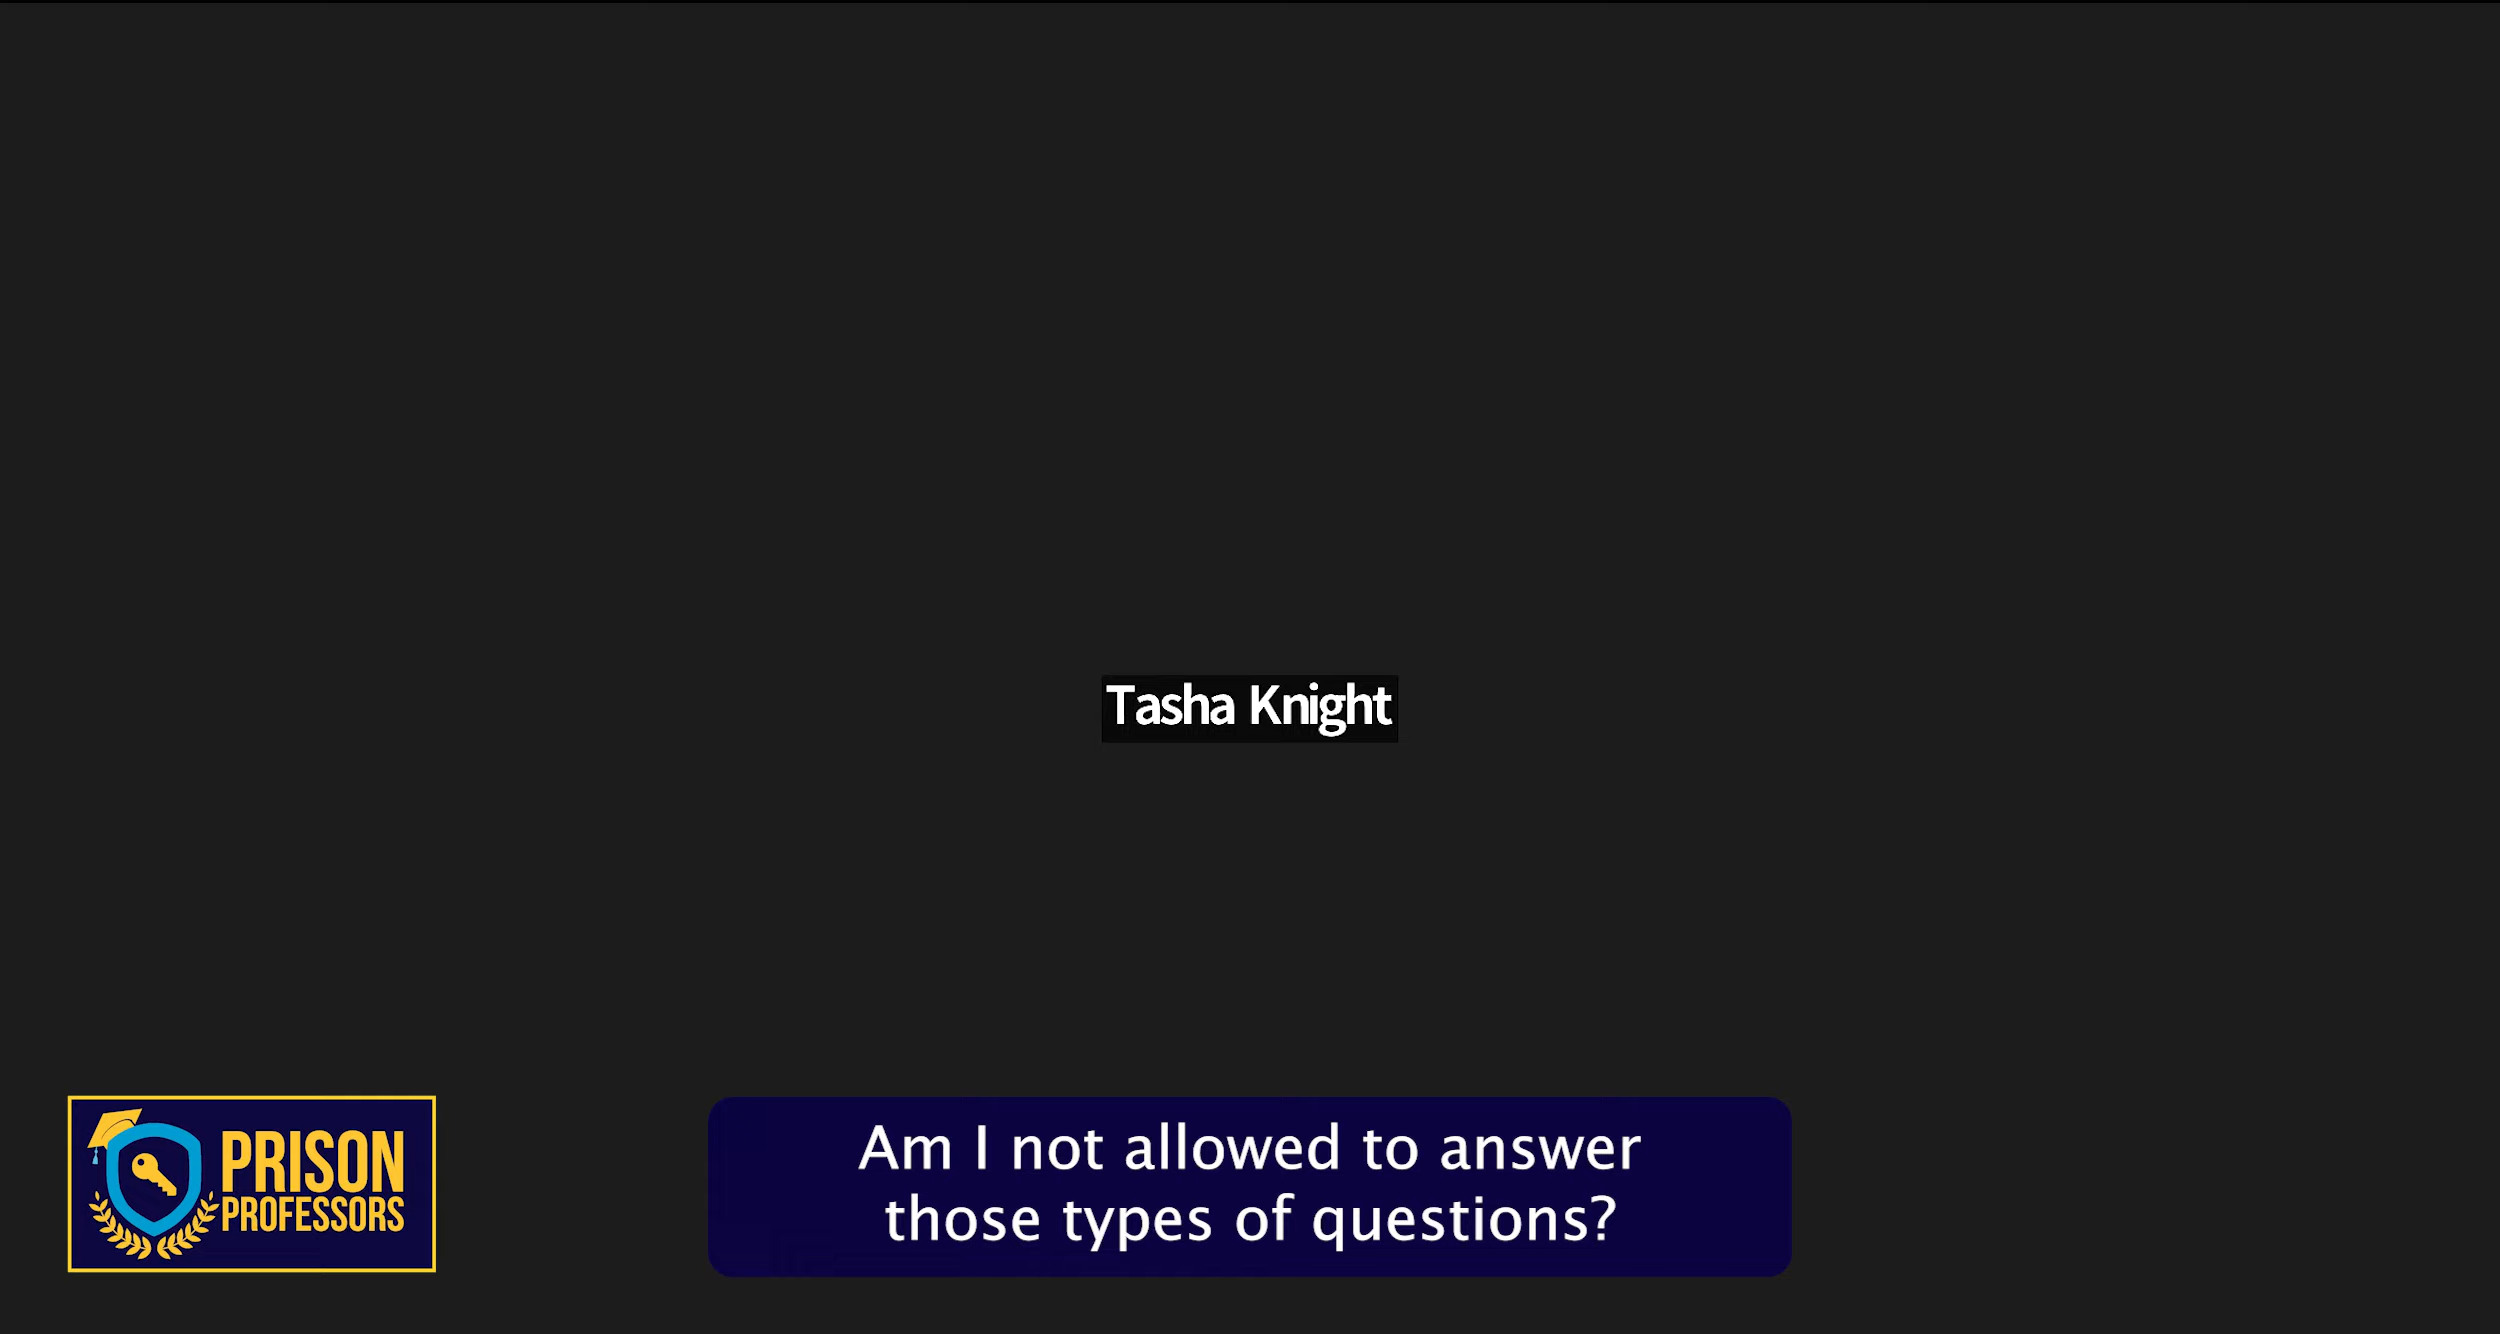 Tasha Knight
PRISON
PROFESSORS
Am I not allowed to answer
those types of questions?